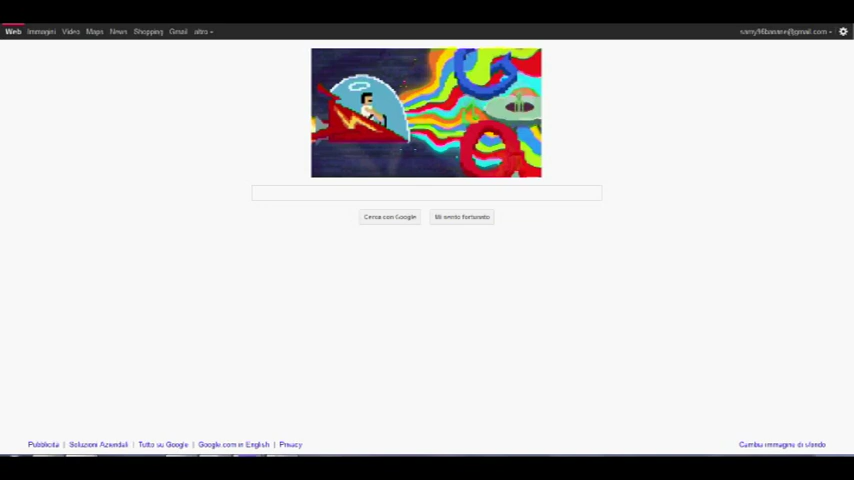 Web Immagini Video Maps News Shopping Gmail altro
Cerca con Google Mi sento fortunato
Pubblicità | Soluzioni Aziendali | Tutto su Google | Google.com in English | Privacy
Cambia immagine di sfondo